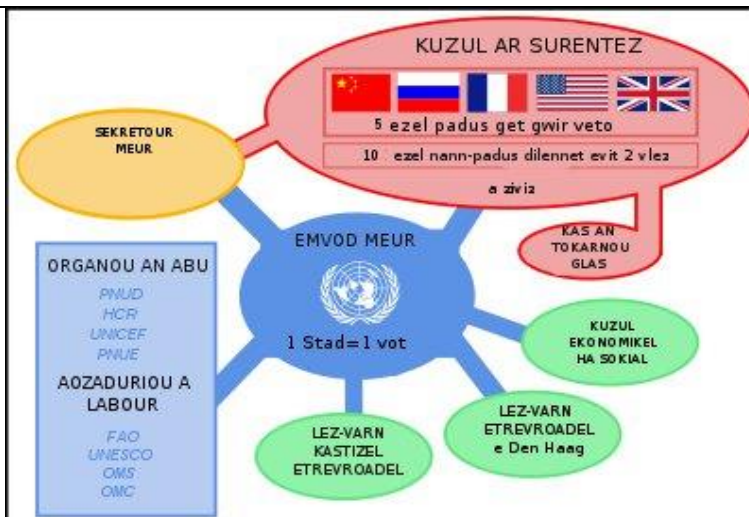 KUZUL AR SURENTEZ
5 ezel padus get gwir veto
10 ezel nann-padus dilennet evit 2 vlez
a ziviz
SEKRETOUR
MEUR
KAS AN
TOKARNOU
GLAS
EMVOD MEUR
1 Stad=1 vot
ORGANOU AN ABU
PNUD
HCR
UNICEF
PNUE
AOZADURIOU A
LABOUR
FAO
UNESCO
OMS
OMC
KUZUL
EKONOMIKEL
HA SOKIAL
LEZ-VARN
ETREVROADEL
e Den Haag
LEZ-VARN
KASTIZEL
ETREVROADEL